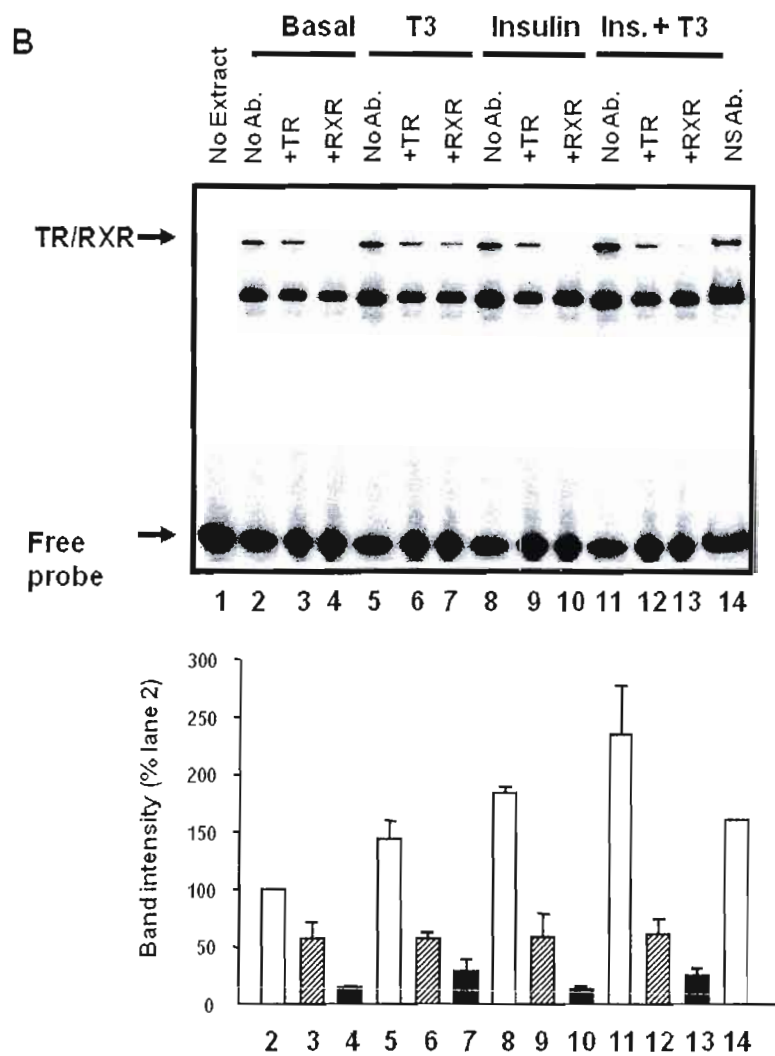 B
Basal T3 Insulin Ins. + T3
No Extract No Ab. +TR +RXR No Ab. +TR +RXR No Ab. +TR +RXR No Ab. +TR +RXR NS Ab.
TR/RXR
Free
probe
1 2 3 4 5 6 7 8 9 10 11 12 13 14
Band intensity (% lane 2)
300
250
200
150
100
50
0
2 3 4 5 6 7 8 9 10 11 12 13 14